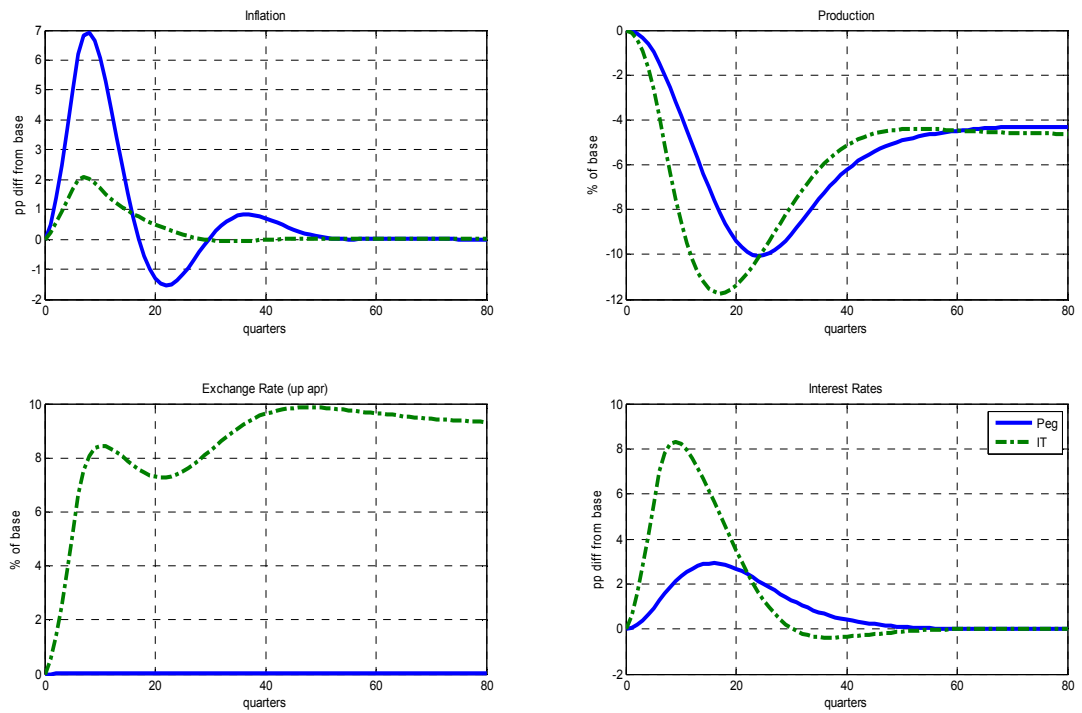 Inflation
pp diff from base
7
6
5
4
3
2
1
0
-1
-2
0 20 40 60 80
quarters
Production
% of base
0
-2
-4
-6
-8
-10
-12
0 20 40 60 80
quarters
Exchange Rate (up apr)
% of base
10
8
6
4
2
0
0 20 40 60 80
quarters
Interest Rates
pp diff from base
10
8
6
4
2
0
-2
Peg
IT
0 20 40 60 80
quarters